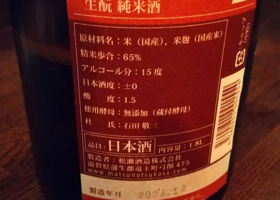 生酛 純米酒
原材料名：米（国産）、米麹（国産米）
精米歩合：65%
アルコール分：15度
日本酒度：±0
酸　度：1.5
使用酵母：無添加（蔵付酵母）
杜　氏：石田 敬三
品目 日本酒 内容量：1.8L
製造者：松瀬酒造株式会社
滋賀県蒲生郡竜王町弓削475
www.matsunotsukasa.com
製造年月